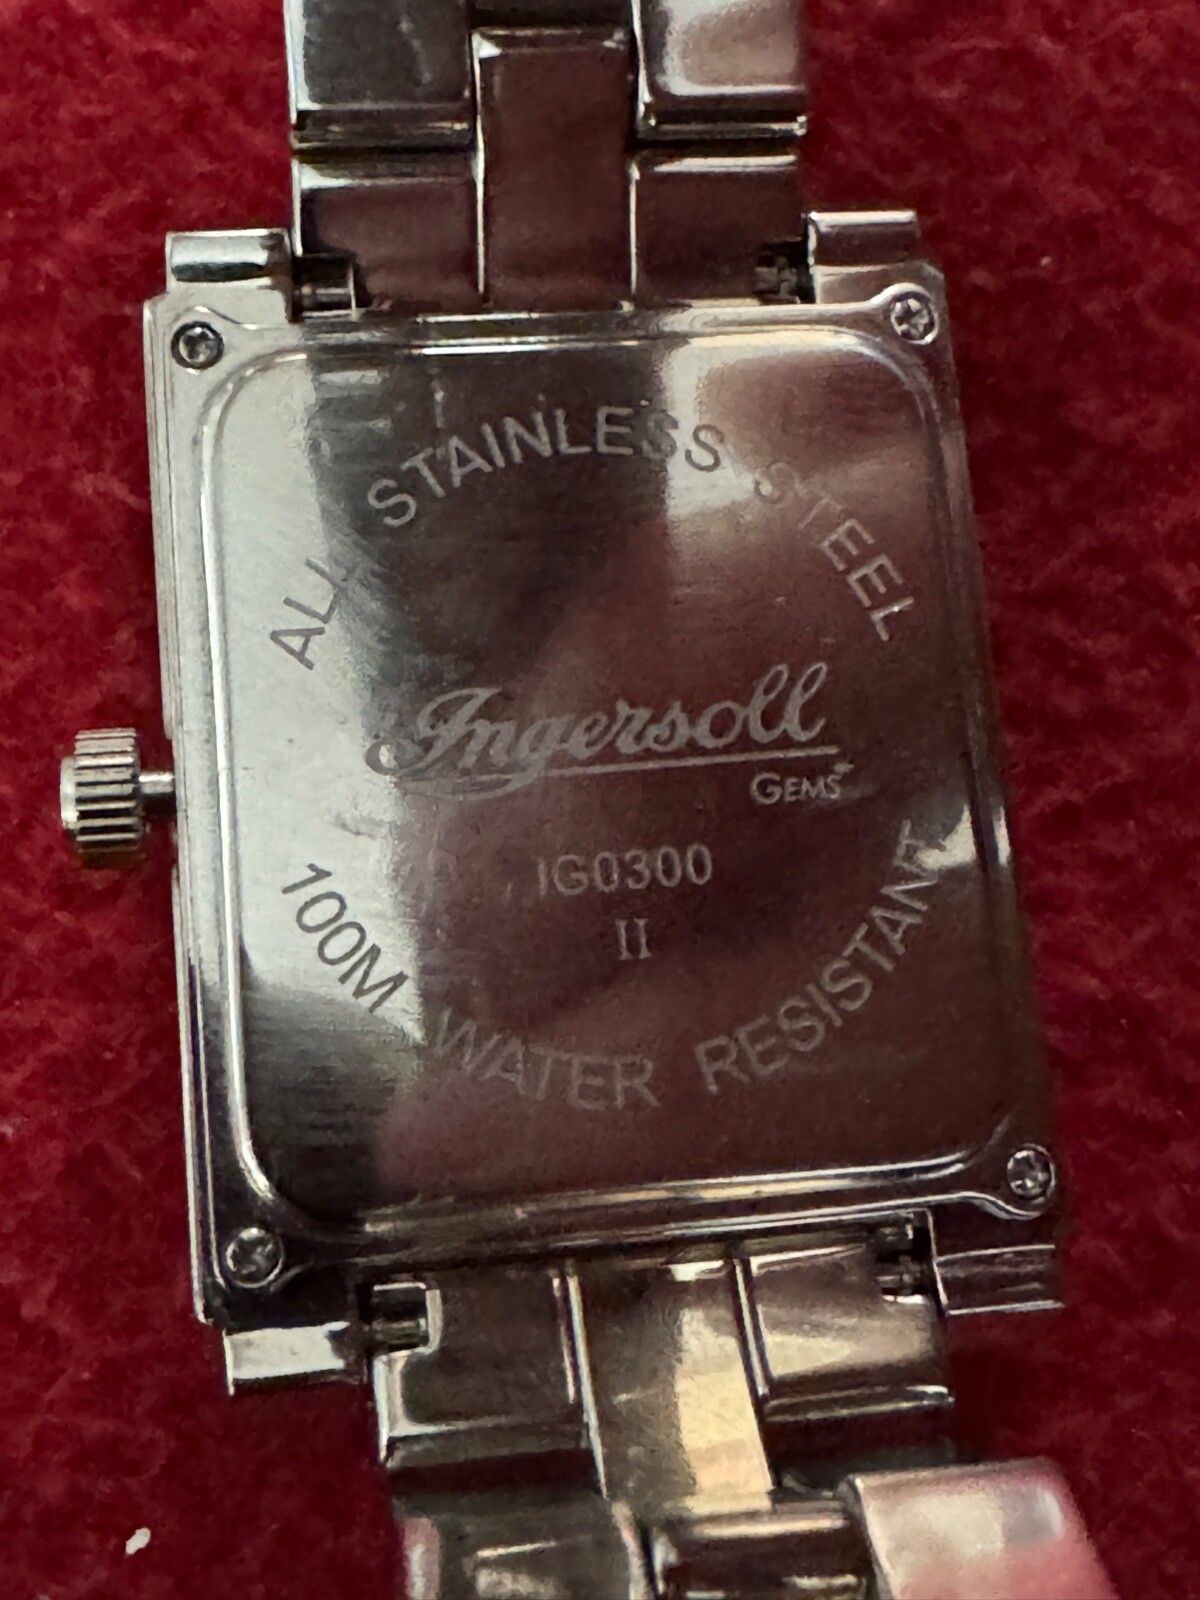 ALL STAINLESS STEEL
Ingersoll
GEMS*
IG0300
II
100M WATER RESISTANT